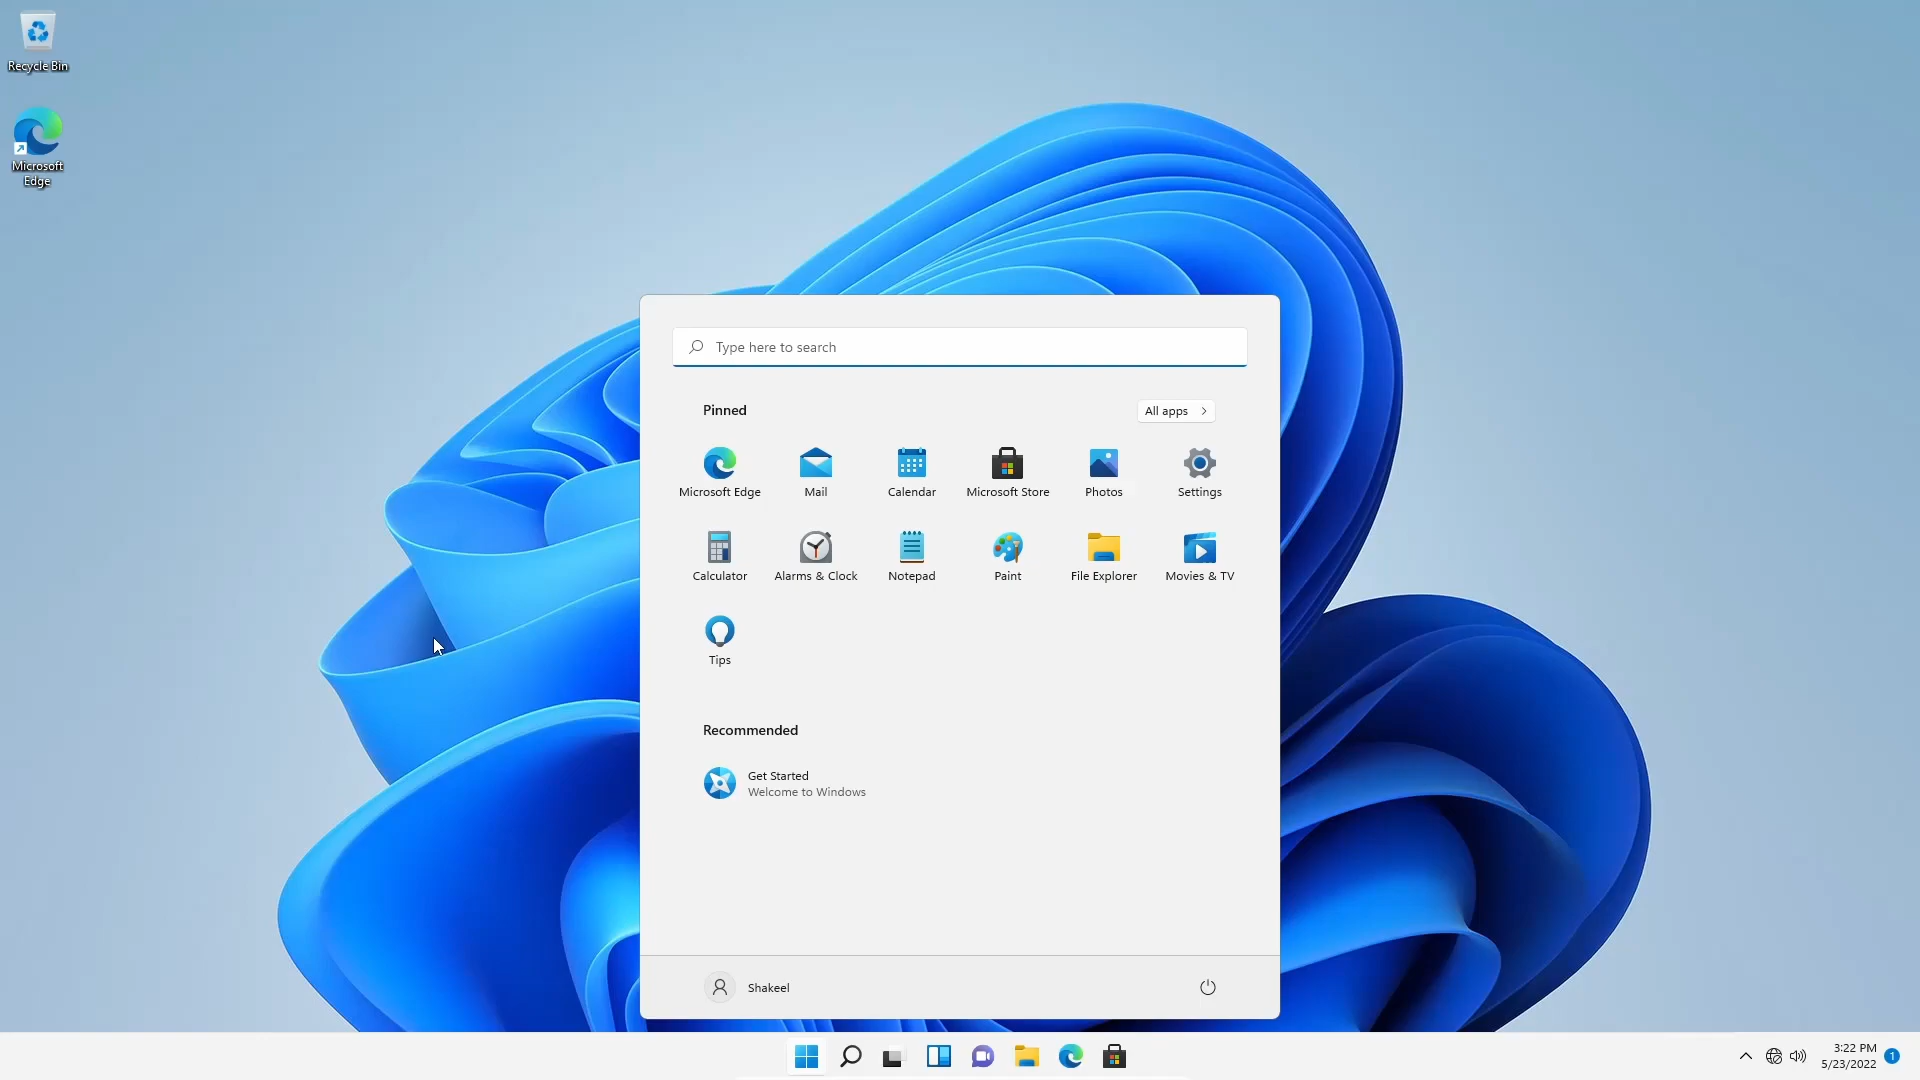 Recycle Bin
Microsoft
Edge
Type here to search
Pinned
All apps
Microsoft Edge
Mail
Calendar
Microsoft Store
Photos
Settings
Calculator
Alarms & Clock
Notepad
Paint
File Explorer
Movies & TV
Tips
Recommended
Get Started
Welcome to Windows
Shakeel
3:22 PM
5/23/2022
1